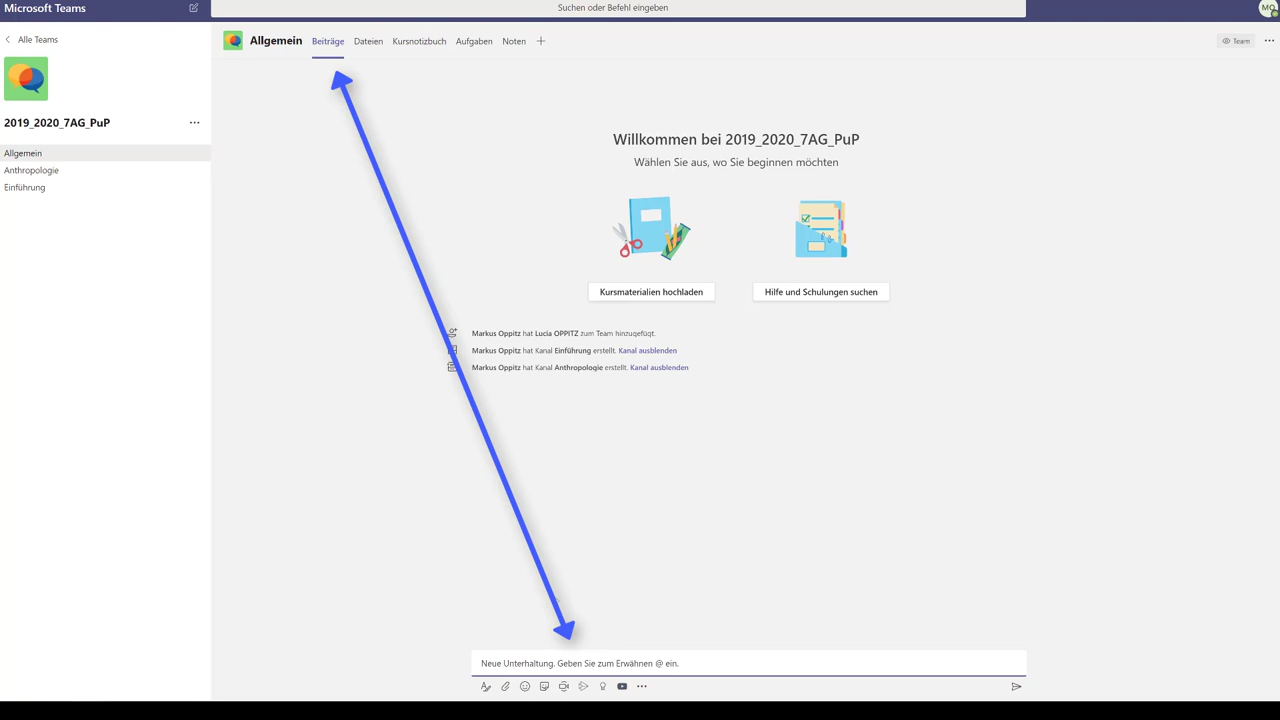 Microsoft Teams
Suchen oder Befehl eingeben
MO
Alle Teams
Allgemein
Beiträge
Dateien
Kursnotizbuch
Aufgaben
Noten
Team
2019_2020_7AG_PuP
Allgemein
Anthropologie
Einführung
Willkommen bei 2019_2020_7AG_PuP
Wählen Sie aus, wo Sie beginnen möchten
Kursmaterialien hochladen
Hilfe und Schulungen suchen
Markus Oppitz hat Lucia OPPITZ zum Team hinzugefügt.
Markus Oppitz hat Kanal Einführung erstellt. Kanal ausblenden
Markus Oppitz hat Kanal Anthropologie erstellt. Kanal ausblenden
Neue Unterhaltung. Geben Sie zum Erwähnen @ ein.